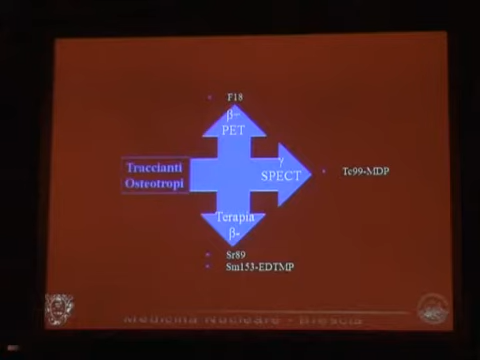 F18
β+
PET
Traccianti
Osteotropi
γ
SPECT
Tc99-MDP
Terapia
β-
Sr89
Sm153-EDTMP
Medicina Nucleare - Brescia